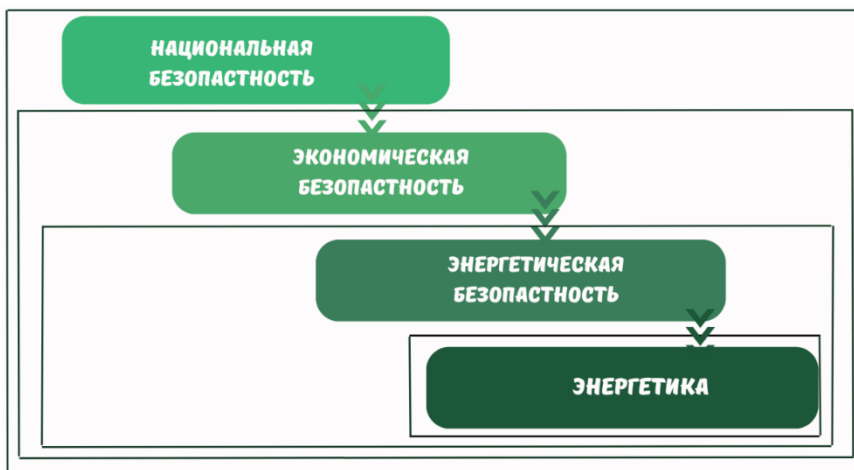 НАЦИОНАЛЬНАЯ
БЕЗОПАСТНОСТЬ
ЭКОНОМИЧЕСКАЯ
БЕЗОПАСТНОСТЬ
ЭНЕРГЕТИЧЕСКАЯ
БЕЗОПАСТНОСТЬ
ЭНЕРГЕТИКА